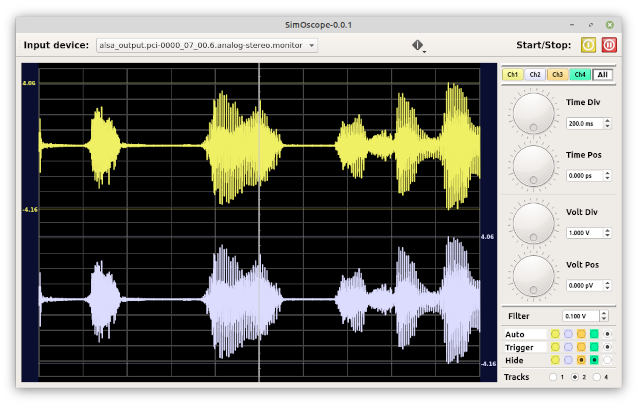 SimOscope-0.0.1
Input device: alsa_output.pci-0000_07_00.6.analog-stereo.monitor Start/Stop:
Ch1 Ch2 Ch3 Ch4 All
4.06
-4.16
4.06
-4.16
Time Div
200.0 ms
Time Pos
0.000 ps
Volt Div
1.000 V
Volt Pos
0.000 pV
Filter 0.100 V
Auto
Trigger
Hide
Tracks 1 2 4